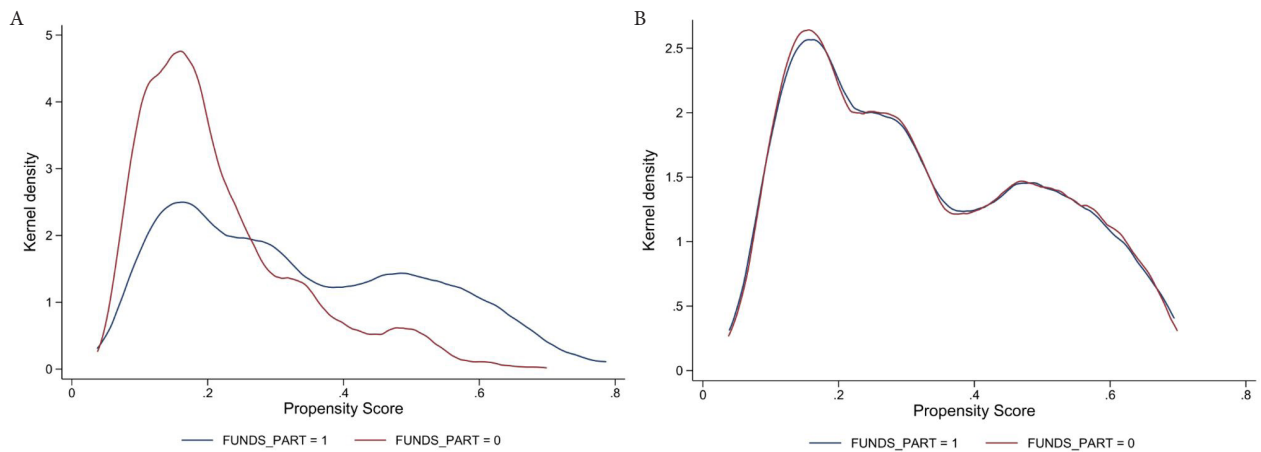 A
5
4
3
2
1
0
Kernel density
0 .2 .4 .6 .8
Propensity Score
FUNDS_PART = 1 FUNDS_PART = 0
B
2.5
2
1.5
1
.5
0
Kernel density
0 .2 .4 .6 .8
Propensity Score
FUNDS_PART = 1 FUNDS_PART = 0